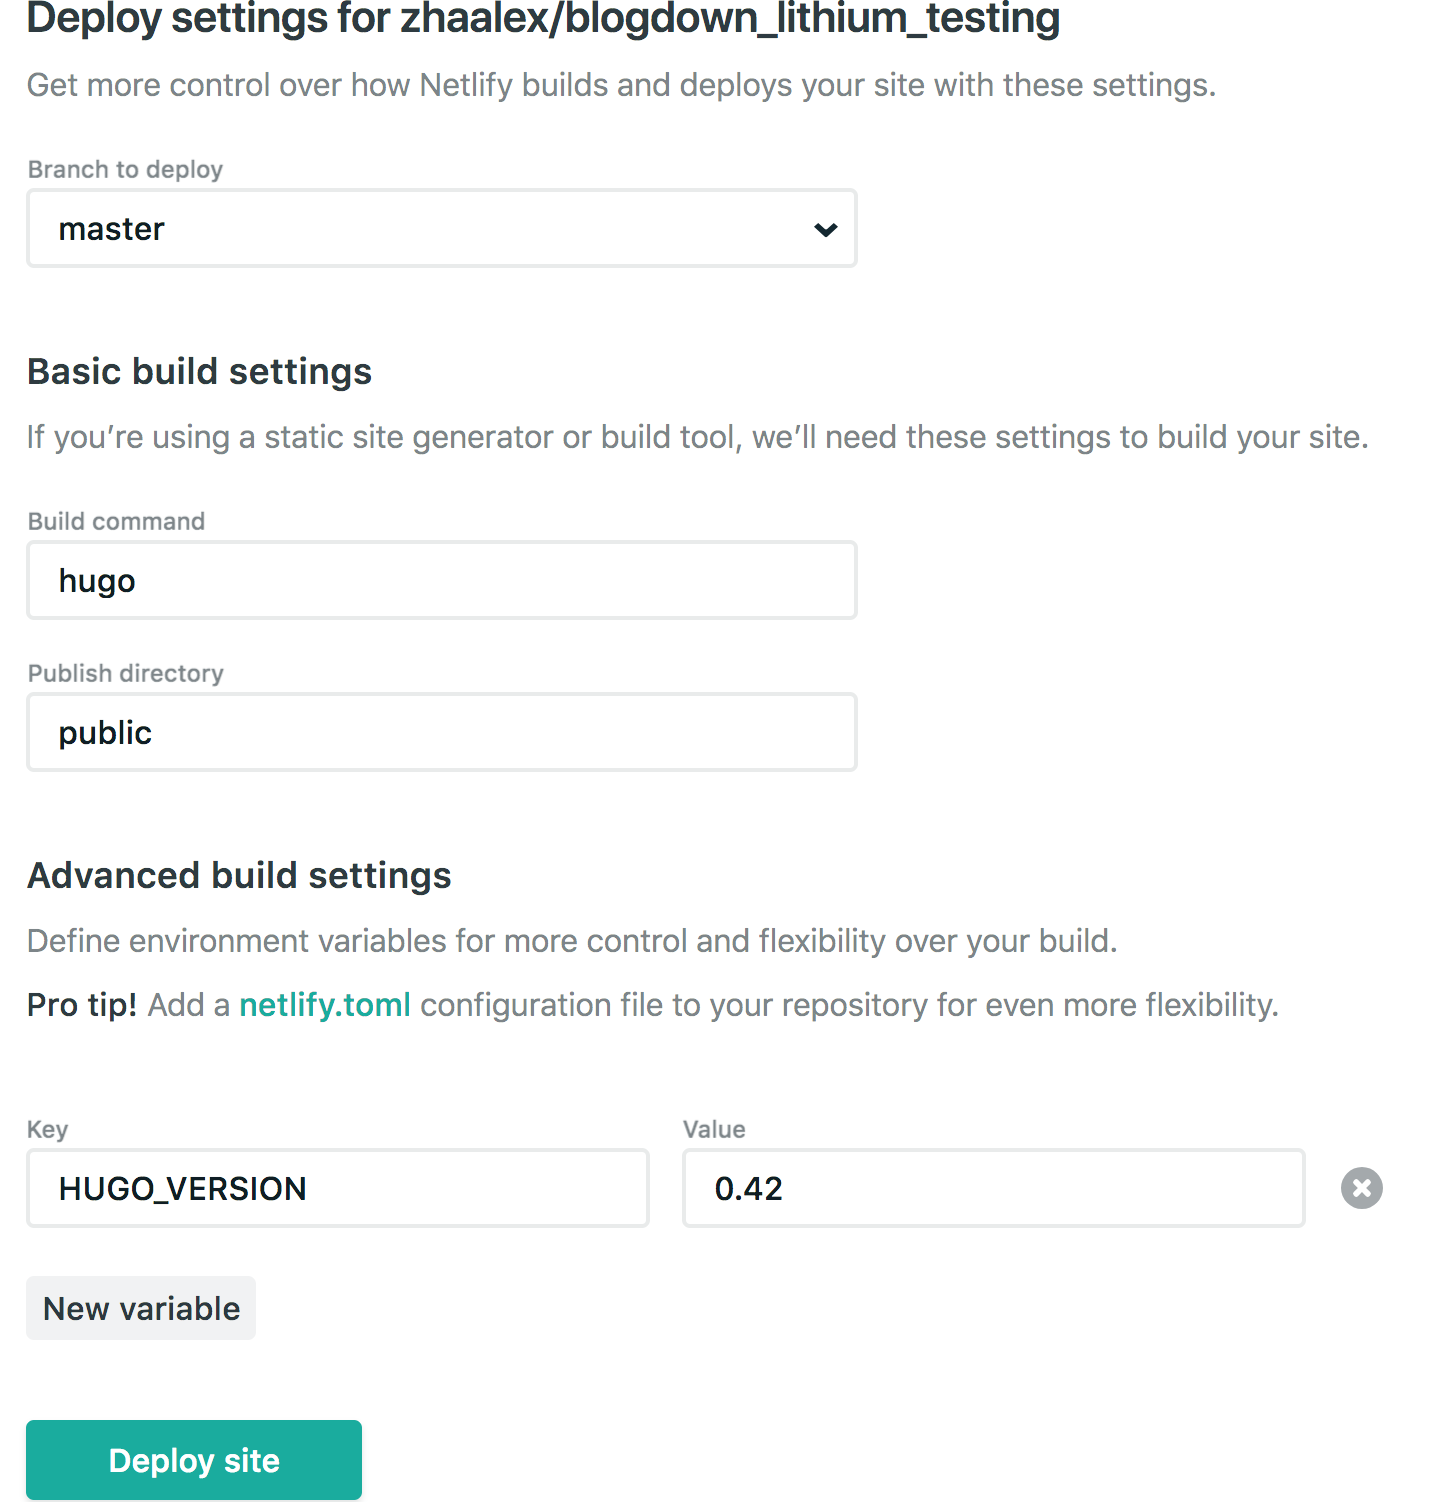 Deploy settings for zhaalex/blogdown_lithium_testing
Get more control over how Netlify builds and deploys your site with these settings.
Branch to deploy
master
Basic build settings
If you’re using a static site generator or build tool, we’ll need these settings to build your site.
Build command
hugo
Publish directory
public
Advanced build settings
Define environment variables for more control and flexibility over your build.
Pro tip! Add a netlify.toml configuration file to your repository for even more flexibility.
Key Value
HUGO_VERSION 0.42
New variable
Deploy site